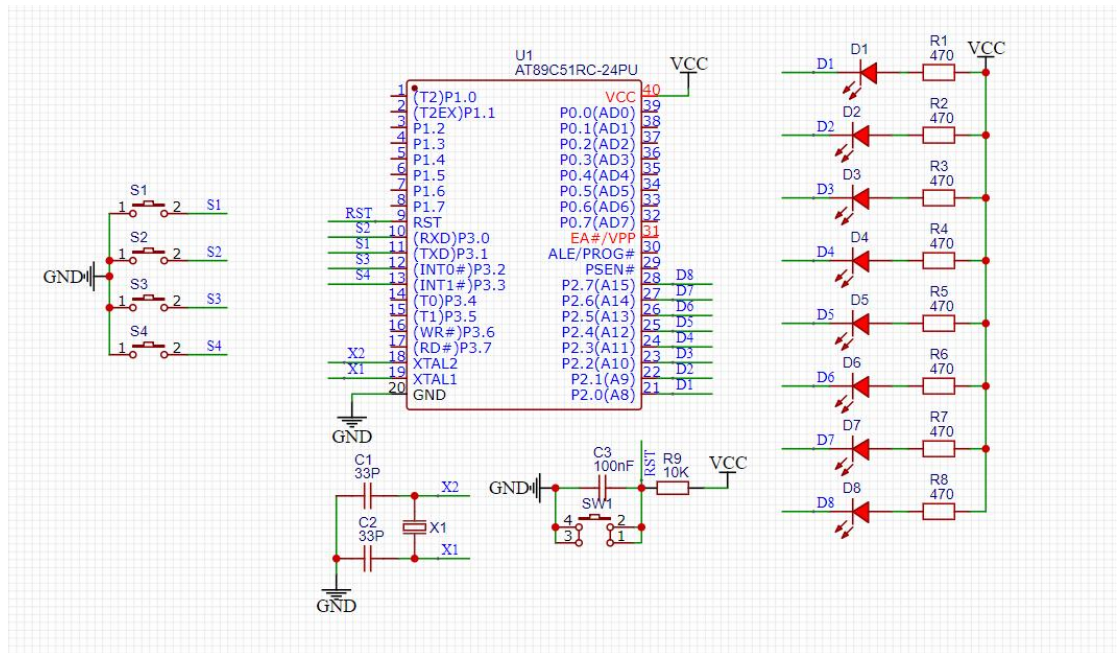 U1
AT89C51RC-24PU
VCC
1 (T2)P1.0
2 (T2EX)P1.1
3 P1.2
4 P1.3
5 P1.4
6 P1.5
7 P1.6
8 P1.7
RST 9 RST
S2 10 (RXD)P3.0
S1 11 (TXD)P3.1
S3 12 (INT0#)P3.2
S4 13 (INT1#)P3.3
14 (T0)P3.4
15 (T1)P3.5
16 (WR#)P3.6
17 (RD#)P3.7
X2 18 XTAL2
X1 19 XTAL1
20 GND
GND
VCC 40
P0.0(AD0) 39
P0.1(AD1) 38
P0.2(AD2) 37
P0.3(AD3) 36
P0.4(AD4) 35
P0.5(AD5) 34
P0.6(AD6) 33
P0.7(AD7) 32
EA#/VPP 31
ALE/PROG# 30
PSEN# 29
P2.7(A15) 28 D8
P2.6(A14) 27 D7
P2.5(A13) 26 D6
P2.4(A12) 25 D5
P2.3(A11) 24 D4
P2.2(A10) 23 D3
P2.1(A9) 22 D2
P2.0(A8) 21 D1
S1
1 2 S1
S2
1 2 S2
GND
S3
1 2 S3
S4
1 2 S4
C1
33P
X2
C2
33P
X1
X1
GND
C3
100nF
RST
R9
10K
VCC
GND
SW1
4 2
3 1
VCC
D1 D1 R1
470
D2 D2 R2
470
D3 D3 R3
470
D4 D4 R4
470
D5 D5 R5
470
D6 D6 R6
470
D7 D7 R7
470
D8 D8 R8
470